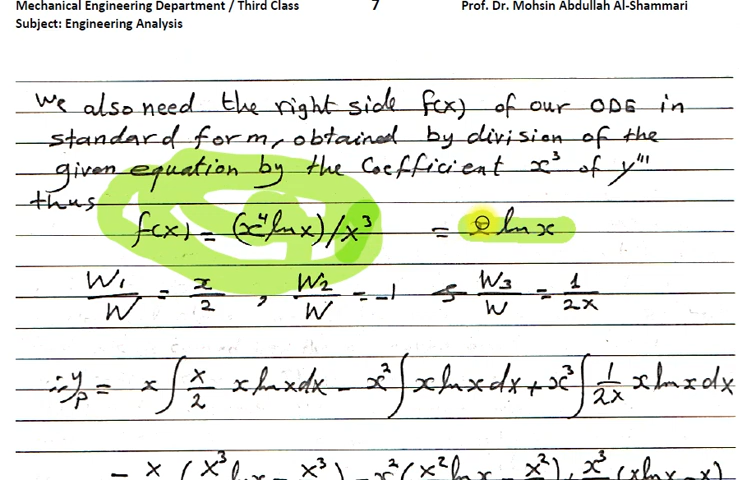 Mechanical Engineering Department / Third Class 7 Prof. Dr. Mohsin Abdullah Al-Shammari
Subject: Engineering Analysis
We also need the right side f(x) of our ODE in
standard form, obtained by division of the
given equation by the Coefficient x³ of y'''
thus
f(x) = (x⁴ ln x)/x³ = x ln x
W₁/W = x/2 , W₂/W = -1 , W₃/W = 1/2x
∴ yp = x ∫ x/2 x ln x dx - x² ∫ x ln x dx + x³ ∫ 1/2x x ln x dx